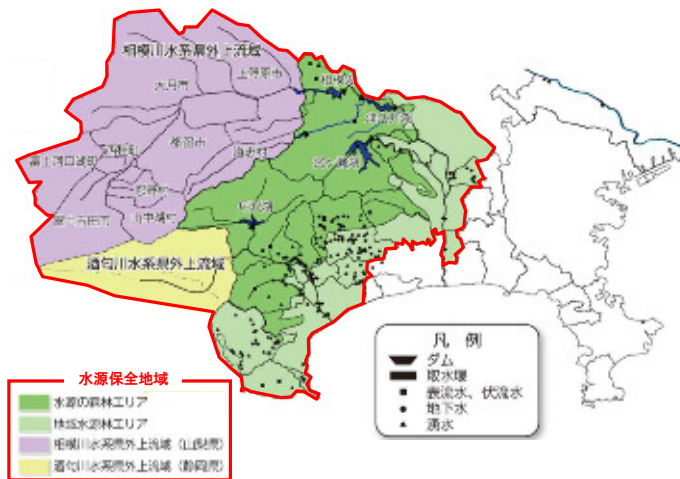 相模川水系県外上流域
上野原市
大月市
相模湖
津久井湖
都留市
西桂町
道志村
宮ヶ瀬湖
富士河口湖町
忍野村
富士吉田市
山中湖村
丹沢湖
酒匂川水系県外上流域
凡 例
ダム
取水堰
表流水、伏流水
地下水
湧水
水源保全地域
水源の森林エリア
地域水源林エリア
相模川水系県外上流域（山梨県）
酒匂川水系県外上流域（静岡県）